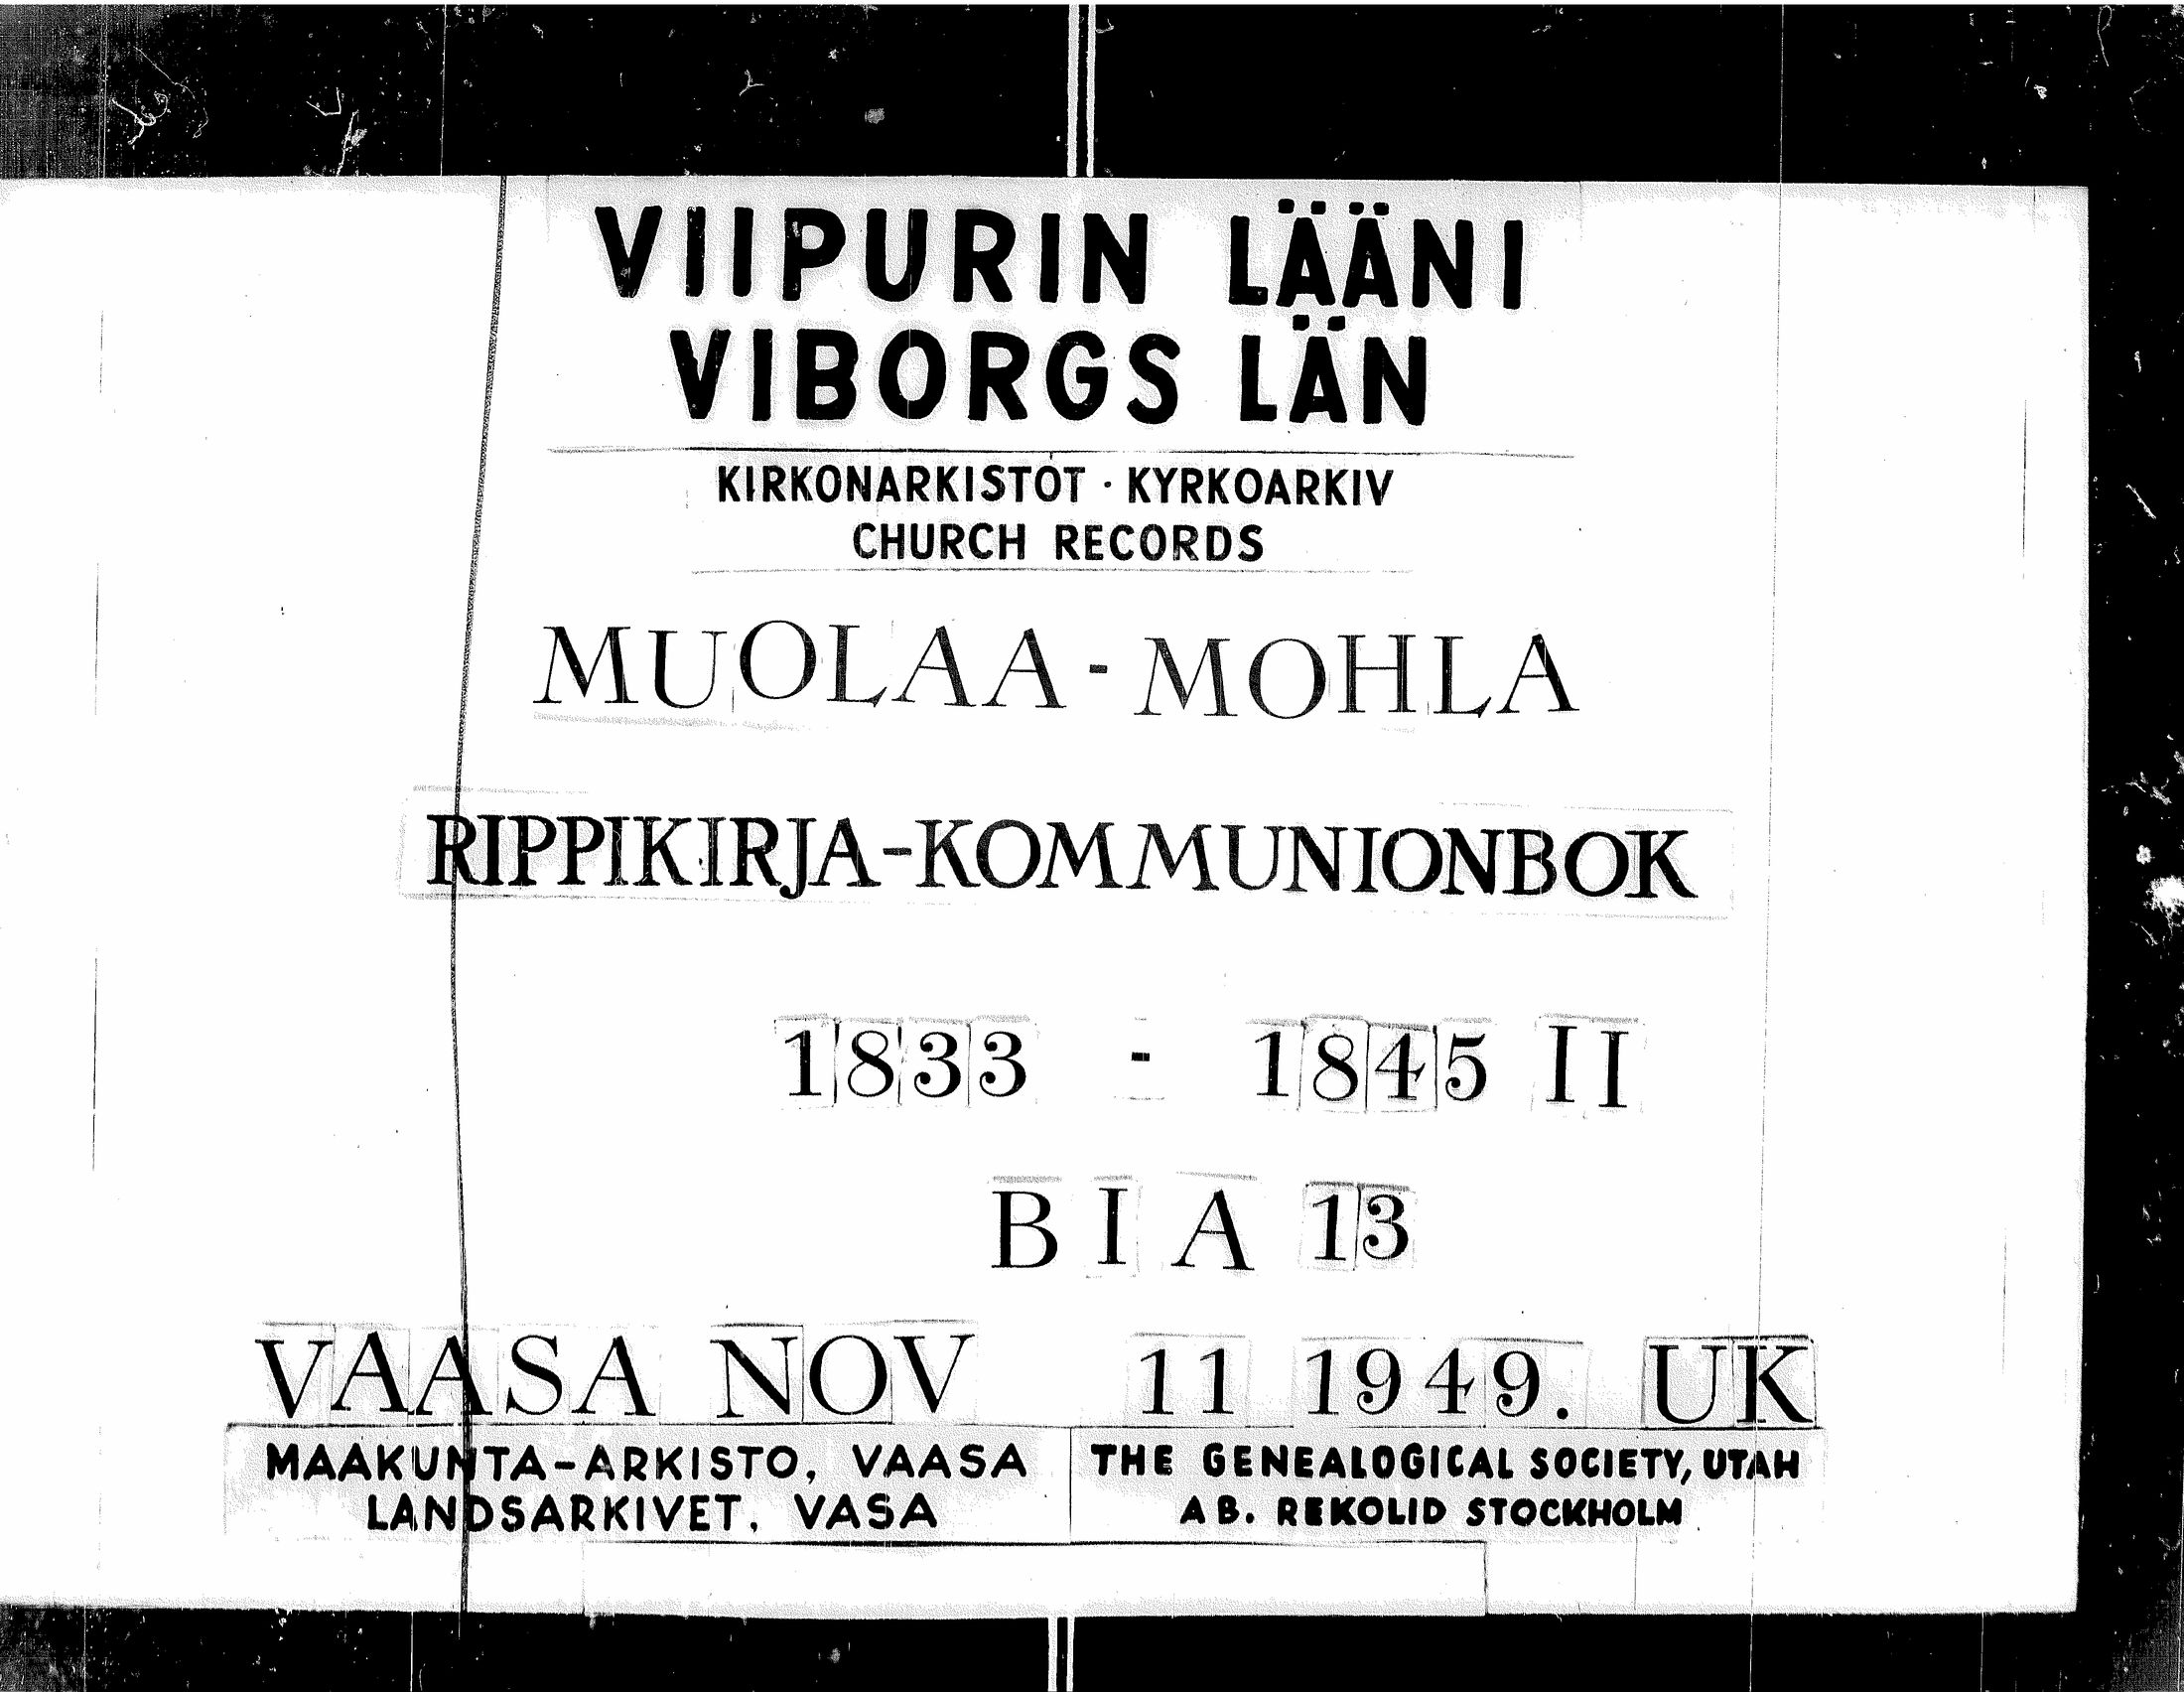 VIIPURIN LÄÄNI
VIBORGS LÄN
KIRKONARKISTOT · KYRKOARKIV
CHURCH RECORDS
MUOLAA - MOHLA
RIPPIKIRJA-KOMMUNIONBOK
1833 - 1845 II
B I A 13
VAASA NOV 11 1949. UK
MAAKUNTA-ARKISTO, VAASA
LANDSARKIVET, VASA
THE GENEALOGICAL SOCIETY, UTAH
AB. REKOLID STOCKHOLM